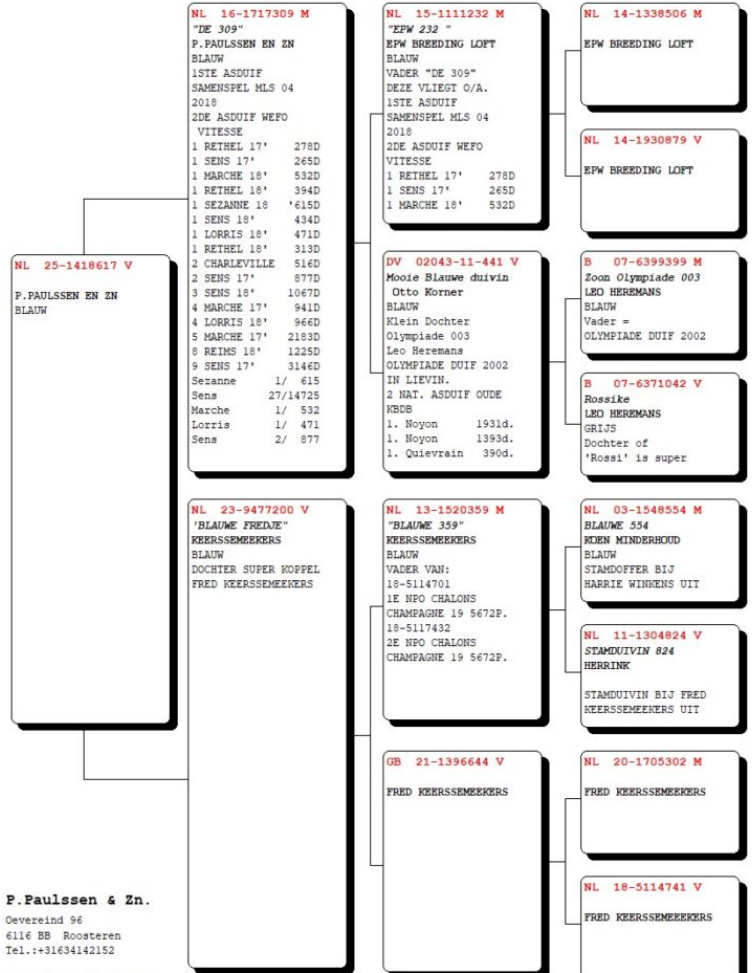 NL 25-1418617 V
P.PAULSSEN EN ZN
BLAUW
NL 16-1717309 M
"DE 309"
P.PAULSSEN EN ZN
BLAUW
1STE ASDUIF
SAMENSPEL MLS 04
2018
2DE ASDUIF WEFO
VITESSE
1 RETHEL 17' 278D
1 SENS 17' 265D
1 MARCHE 18' 532D
1 RETHEL 18' 394D
1 SEZANNE 18 '615D
1 SENS 18' 434D
1 LORRIS 18' 471D
1 RETHEL 18' 313D
2 CHARLEVILLE 516D
2 SENS 17' 877D
3 SENS 18' 1067D
4 MARCHE 17' 941D
4 LORRIS 18' 966D
5 MARCHE 17' 2183D
8 REIMS 18' 1225D
9 SENS 17' 3146D
Sezanne 1/ 615
Sens 27/14725
Marche 1/ 532
Lorris 1/ 471
Sens 2/ 877
NL 23-9477200 V
'BLAUWE FREDJE"
KEERSSEMEEKERS
BLAUW
DOCHTER SUPER KOPPEL
FRED KEERSSEMEEKERS
NL 15-1111232 M
"EPW 232 "
EPW BREEDING LOFT
BLAUW
VADER "DE 309"
DEZE VLIEGT O/A.
1STE ASDUIF
SAMENSPEL MLS 04
2018
2DE ASDUIF WEFO
VITESSE
1 RETHEL 17' 278D
1 SENS 17' 265D
1 MARCHE 18' 532D
DV 02043-11-441 V
Mooie Blauwe duivin
Otto Korner
BLAUW
Klein Dochter
Olympiade 003
Leo Heremans
OLYMPIADE DUIF 2002
IN LIEVIN.
2 NAT. ASDUIF OUDE
KBDB
1. Noyon 1931d.
1. Noyon 1393d.
1. Quievrain 390d.
NL 13-1520359 M
"BLAUWE 359"
KEERSSEMEEKERS
BLAUW
VADER VAN:
18-5114701
1E NPO CHALONS
CHAMPAGNE 19 5672P.
18-5117432
2E NPO CHALONS
CHAMPAGNE 19 5672P.
GB 21-1396644 V
FRED KEERSSEMEEKERS
NL 14-1338506 M
EPW BREEDING LOFT
NL 14-1930879 V
EPW BREEDING LOFT
B 07-6399399 M
Zoon Olympiade 003
LEO HEREMANS
BLAUW
Vader =
OLYMPIADE DUIF 2002
B 07-6371042 V
Rossike
LEO HEREMANS
GRIJS
Dochter of
'Rossi' is super
NL 03-1548554 M
BLAUWE 554
KOEN MINDERHOUD
BLAUW
STAMDOFFER BIJ
HARRIE WINKENS UIT
NL 11-1304824 V
STAMDUIVIN 824
HERRINK
STAMDUIVIN BIJ FRED
KEERSSEMEEKERS UIT
NL 20-1705302 M
FRED KEERSSEMEEKERS
NL 18-5114741 V
FRED KEERSSEMEEEKERS
P.Paulssen & Zn.
Oevereind 96
6116 BB Roosteren
Tel.:+31634142152